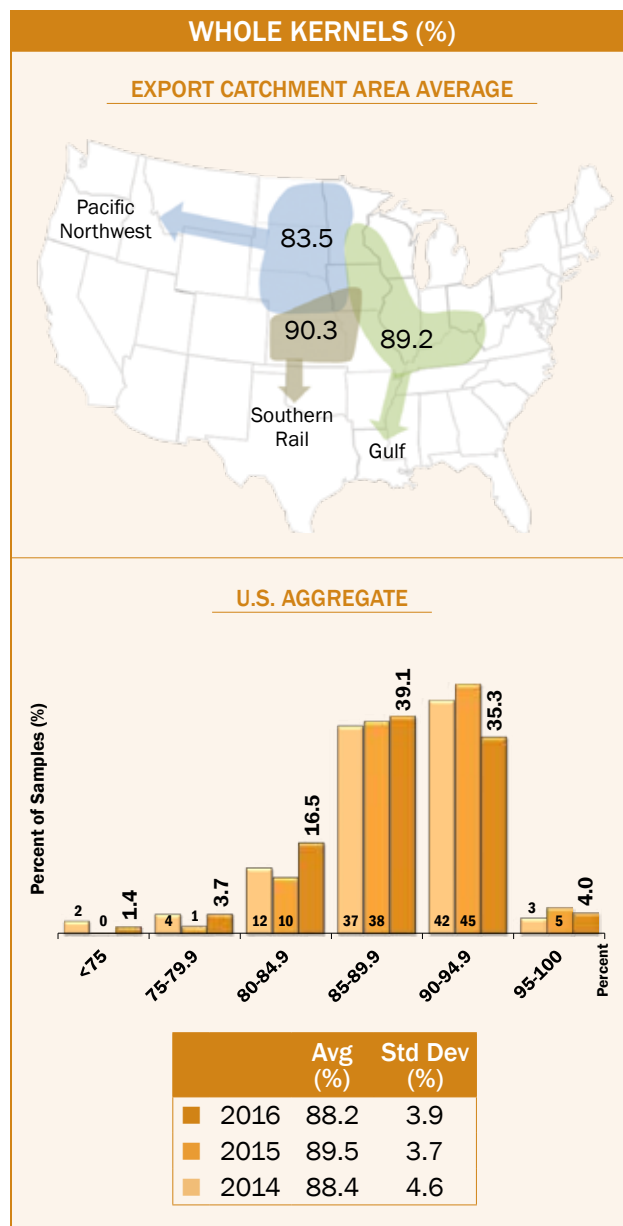 WHOLE KERNELS (%)
EXPORT CATCHMENT AREA AVERAGE
Pacific
Northwest
83.5
90.3
89.2
Southern
Rail
Gulf
U.S. AGGREGATE
Percent of Samples (%)
2
0
1.4
4
1
3.7
12
10
16.5
37
38
39.1
42
45
35.3
3
5
4.0
<75
75-79.9
80-84.9
85-89.9
90-94.9
95-100
Percent
Avg Std Dev
(%) (%)
2016 88.2 3.9
2015 89.5 3.7
2014 88.4 4.6